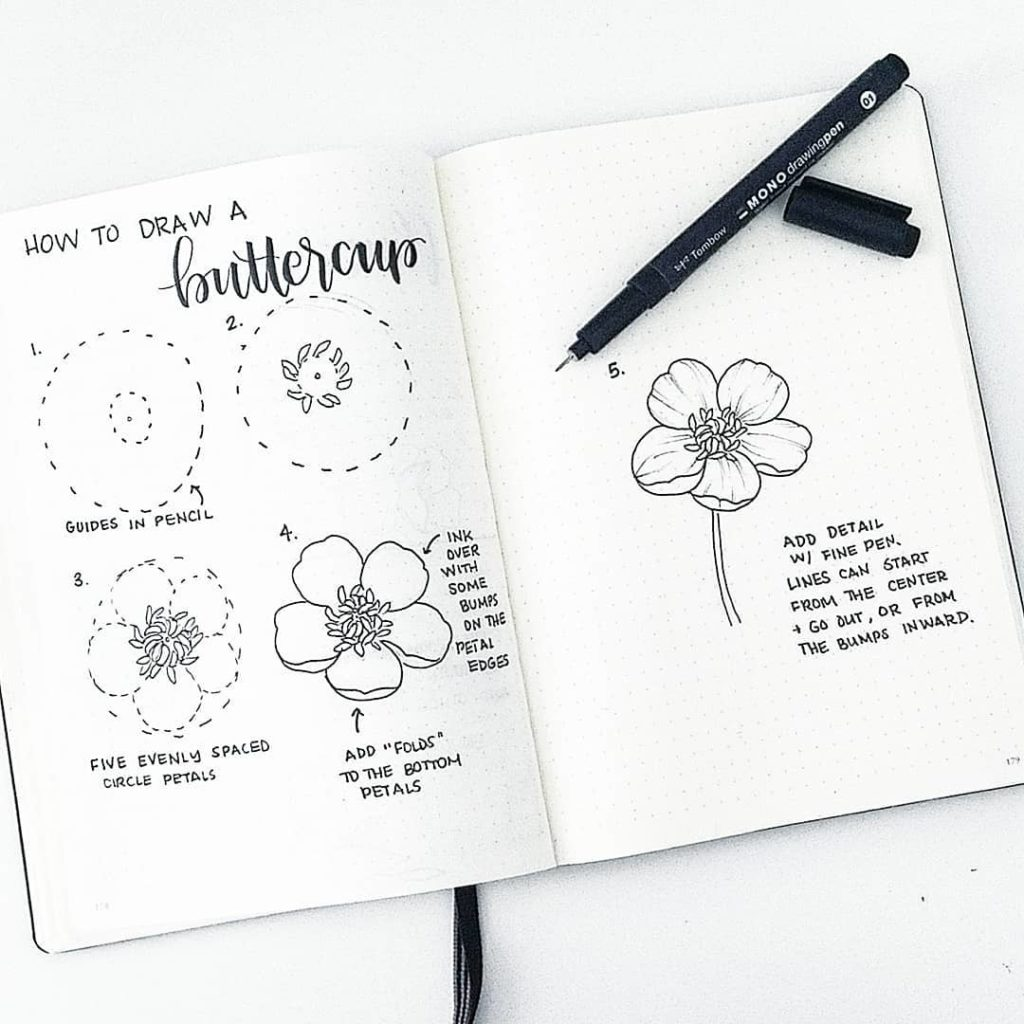 HOW TO DRAW A
buttercup
1.
GUIDES IN PENCIL
2.
3.
FIVE EVENLY SPACED
CIRCLE PETALS
4.
INK
OVER
WITH
SOME
BUMPS
ON THE
PETAL
EDGES
ADD "FOLDS"
TO THE BOTTOM
PETALS
178
5.
ADD DETAIL
W/ FINE PEN.
LINES CAN START
FROM THE CENTER
+ GO OUT, OR FROM
THE BUMPS INWARD.
179
Tombow MONO drawingpen 01